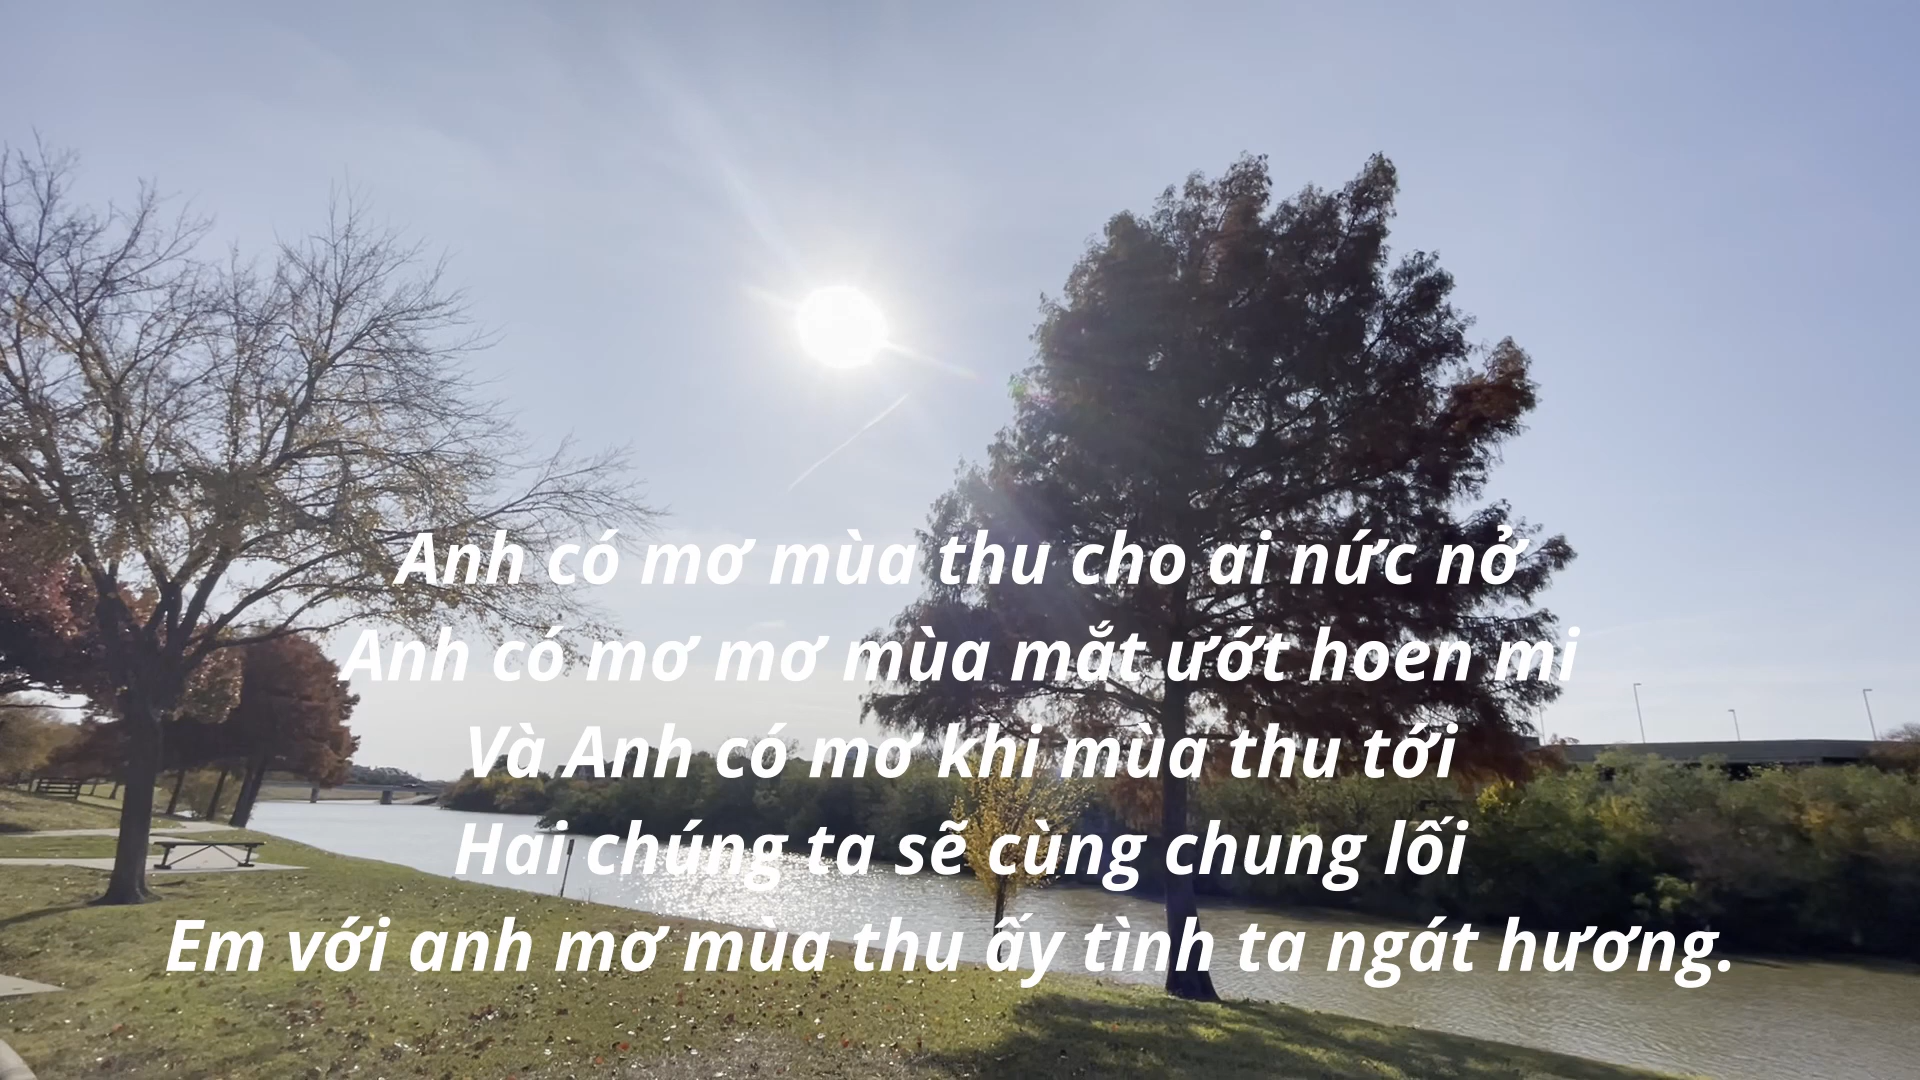 Anh có mơ mùa thu cho ai nức nở
Anh có mơ mơ mùa mắt ướt hoen mi
Và Anh có mơ khi mùa thu tới
Hai chúng ta sẽ cùng chung lối
Em với anh mơ mùa thu ấy tình ta ngát hương.